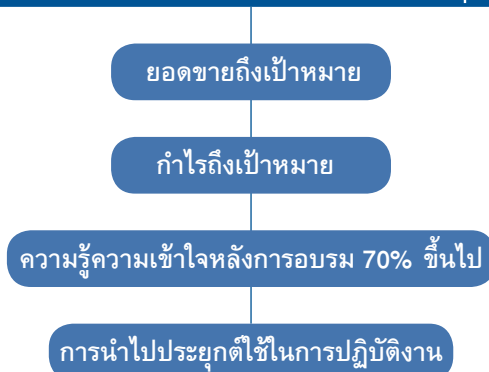 ยอดขายถึงเป้าหมาย
กำไรถึงเป้าหมาย
ความรู้ความเข้าใจหลังการอบรม 70% ขึ้นไป
การนำไปประยุกต์ใช้ในการปฏิบัติงาน